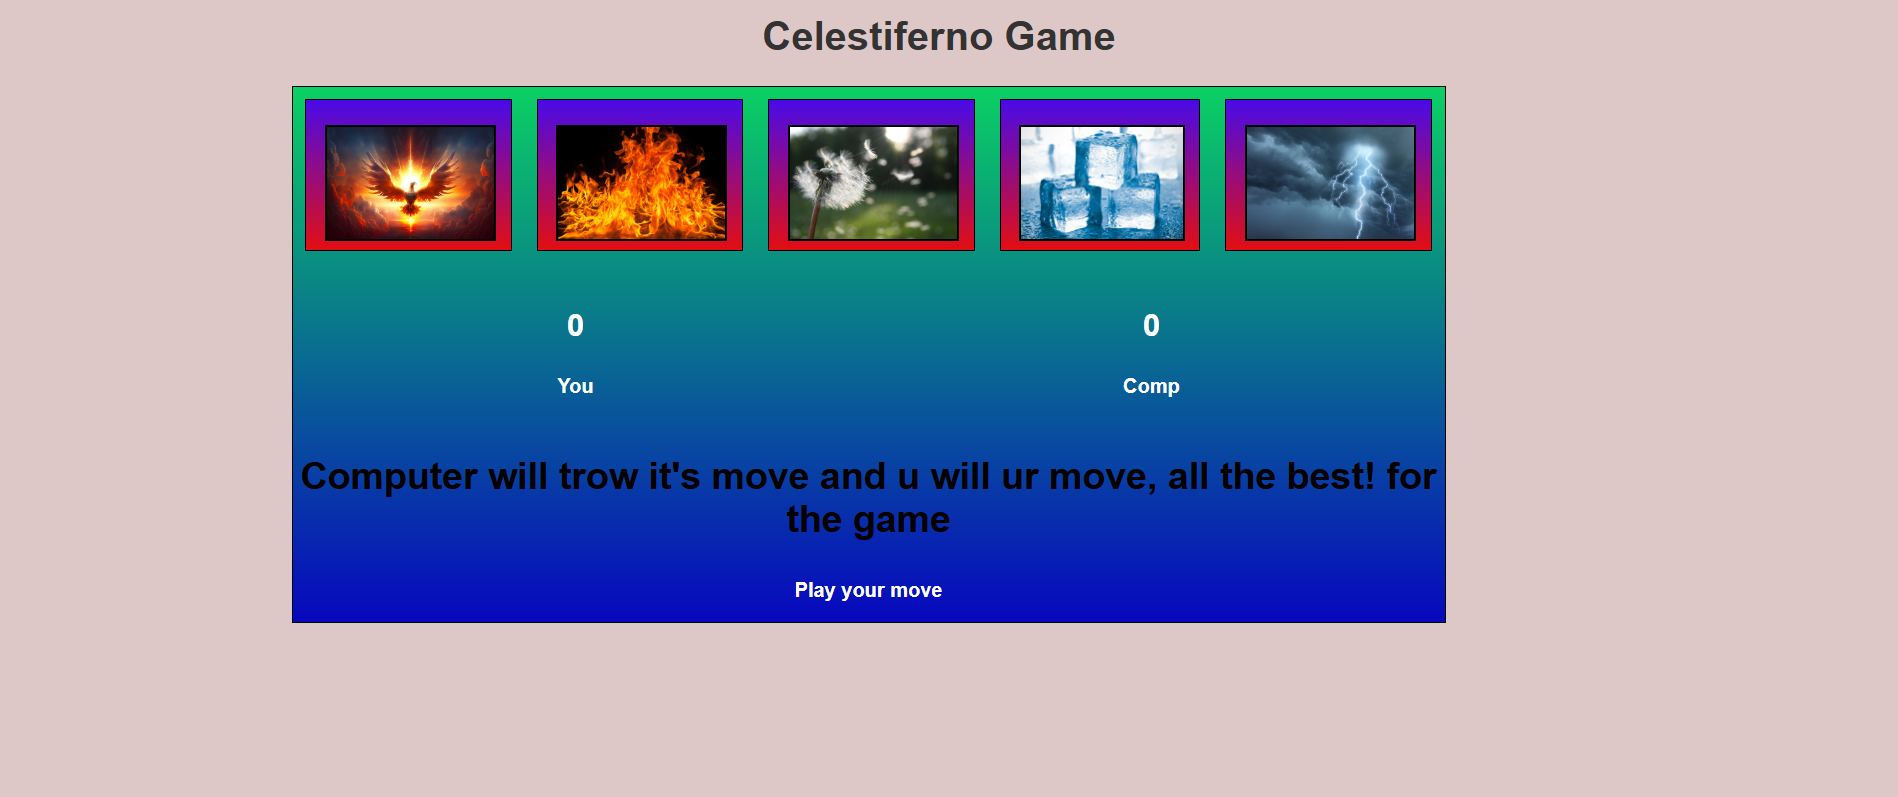 Celestiferno Game
0
0
You
Comp
Computer will trow it's move and u will ur move, all the best! for
the game
Play your move